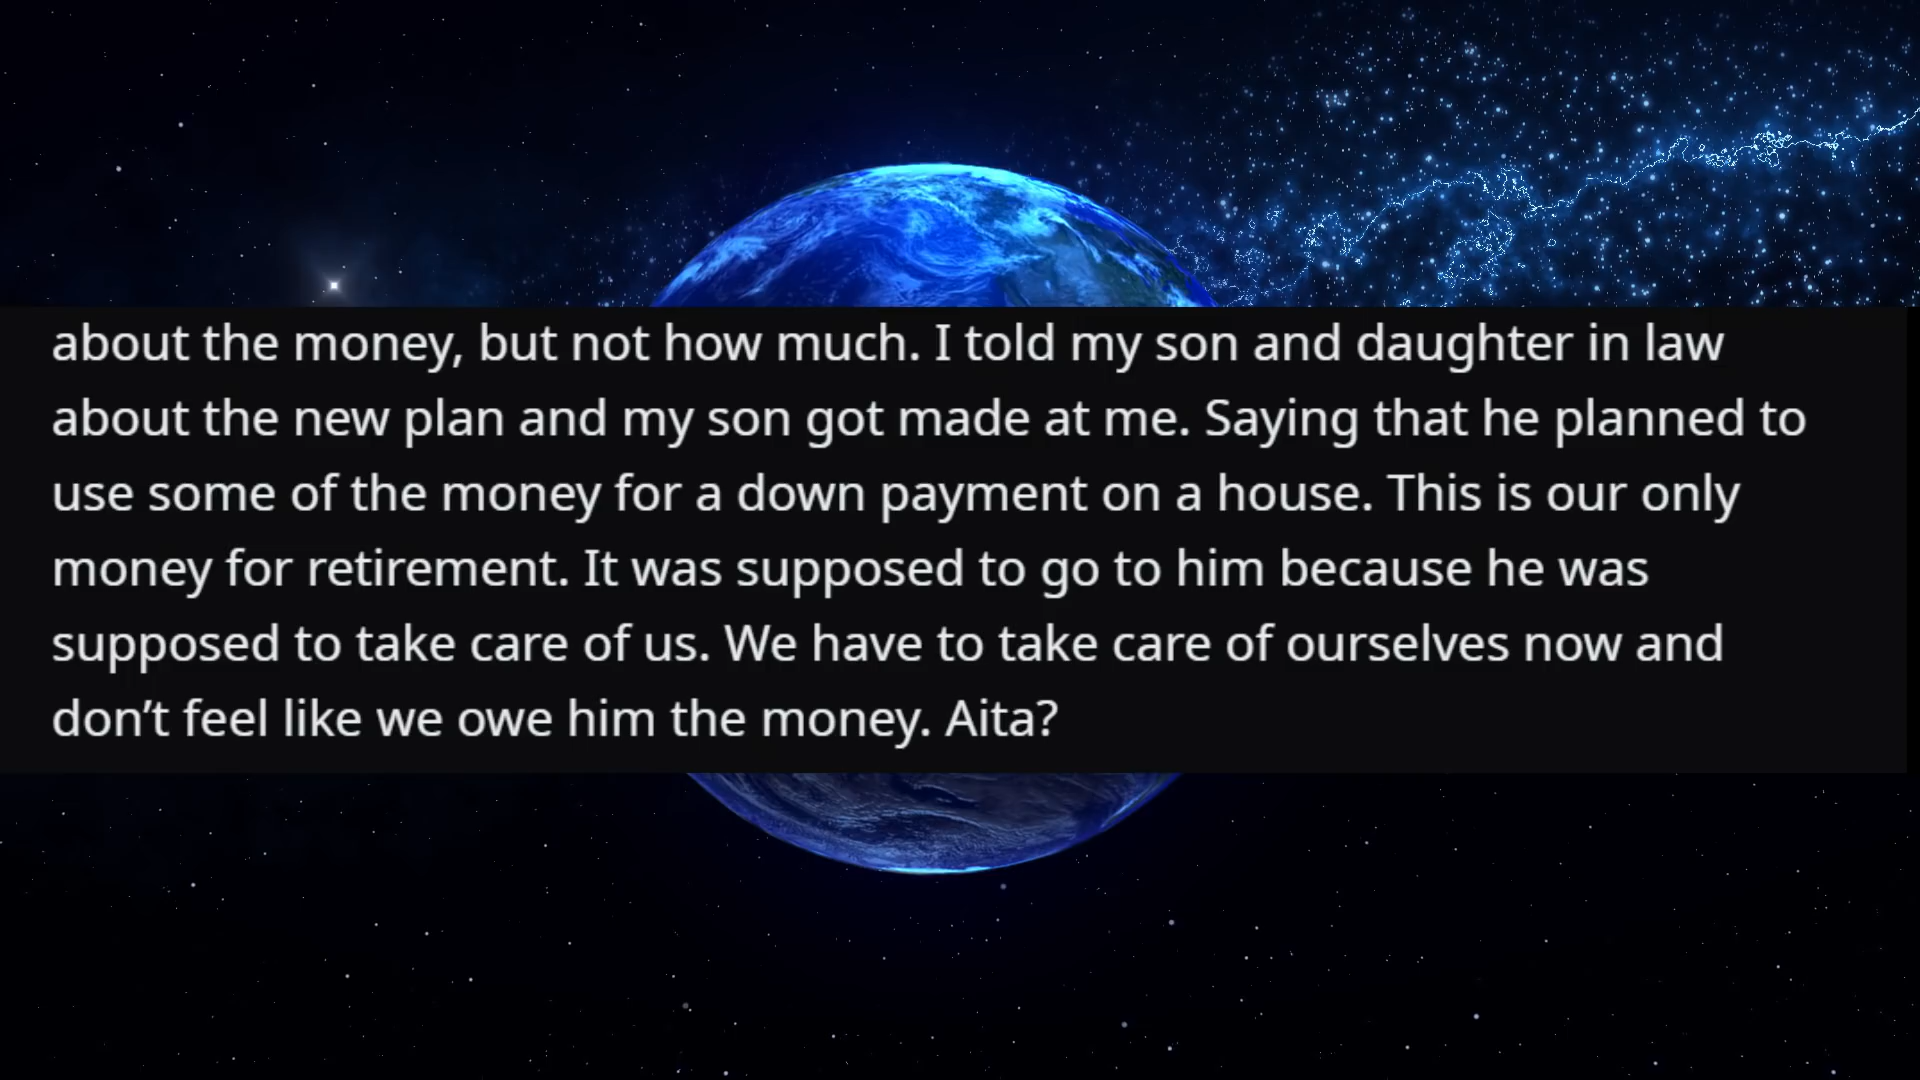 about the money, but not how much. I told my son and daughter in law
about the new plan and my son got made at me. Saying that he planned to
use some of the money for a down payment on a house. This is our only
money for retirement. It was supposed to go to him because he was
supposed to take care of us. We have to take care of ourselves now and
don’t feel like we owe him the money. Aita?